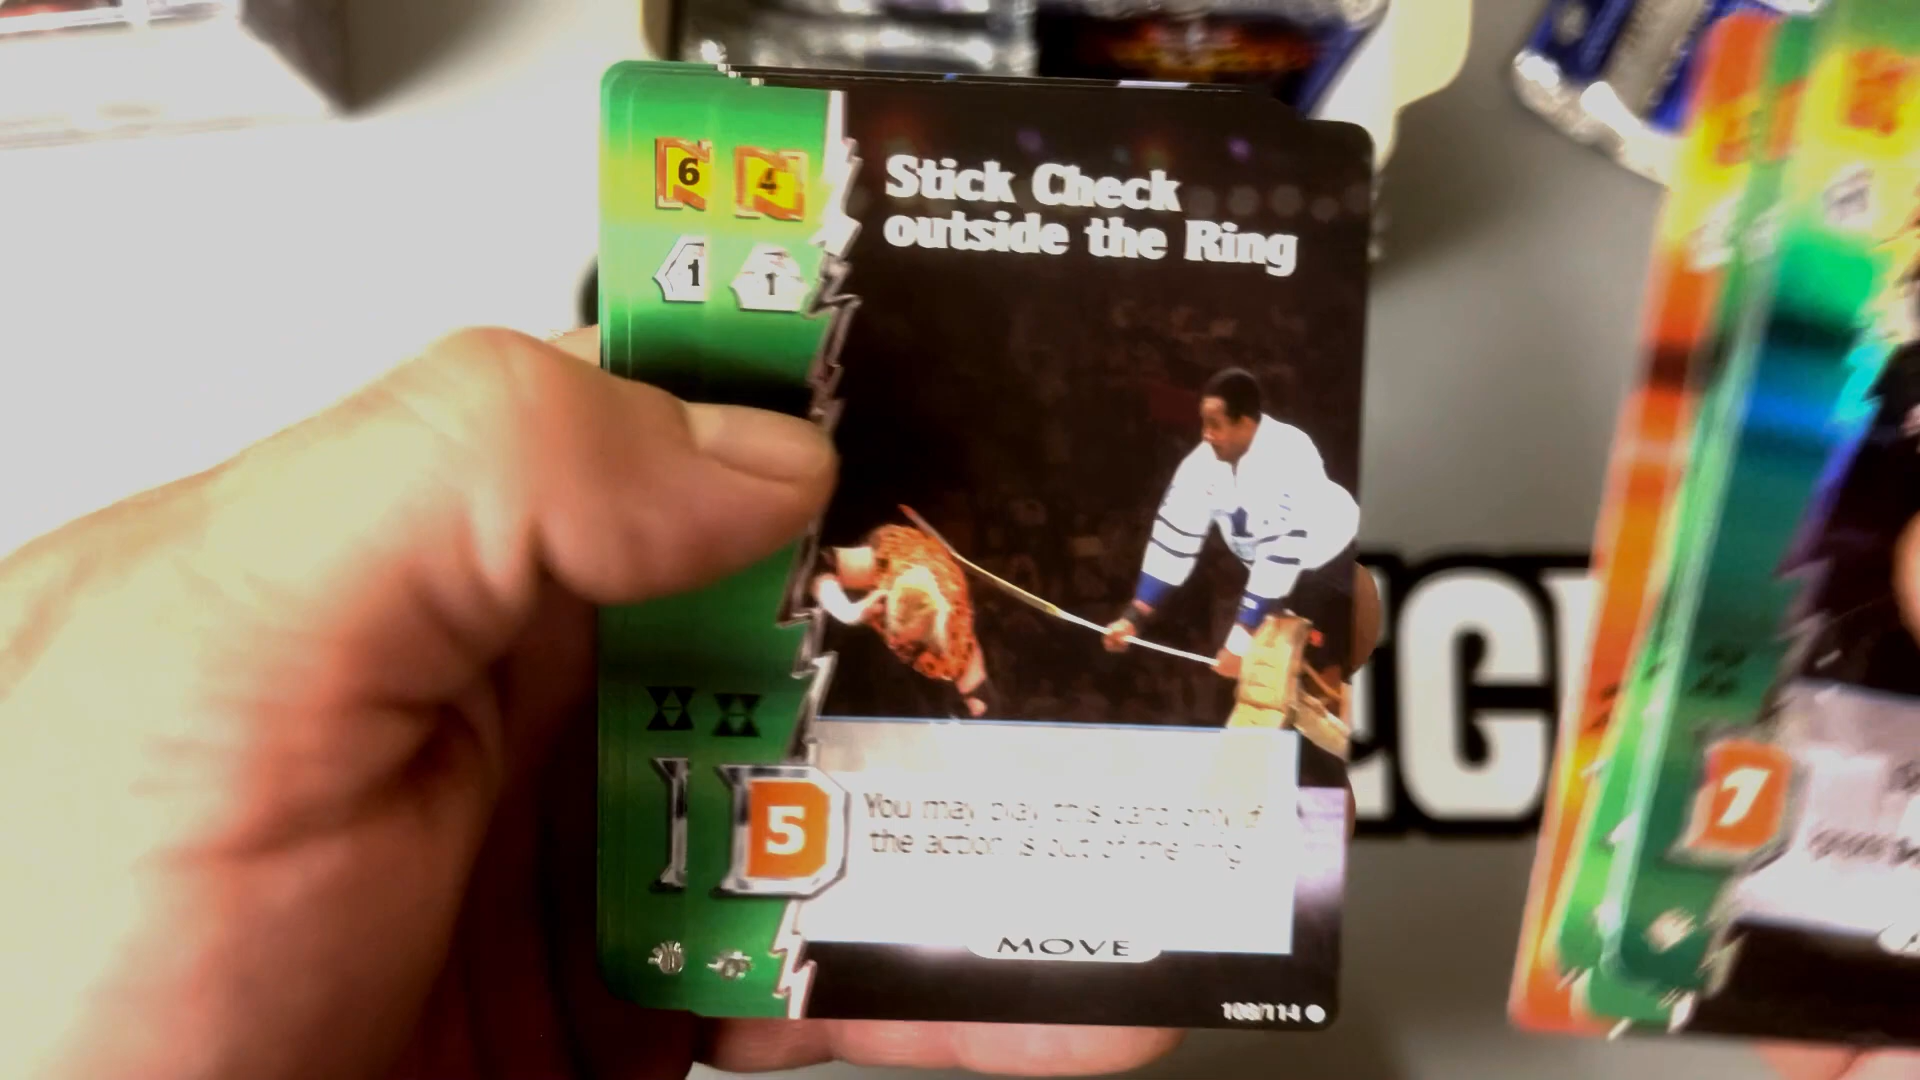 6 4
1 1
Stick Check
outside the Ring
5
You may play this card only if
the action is out of the ring
MOVE
108/114
7